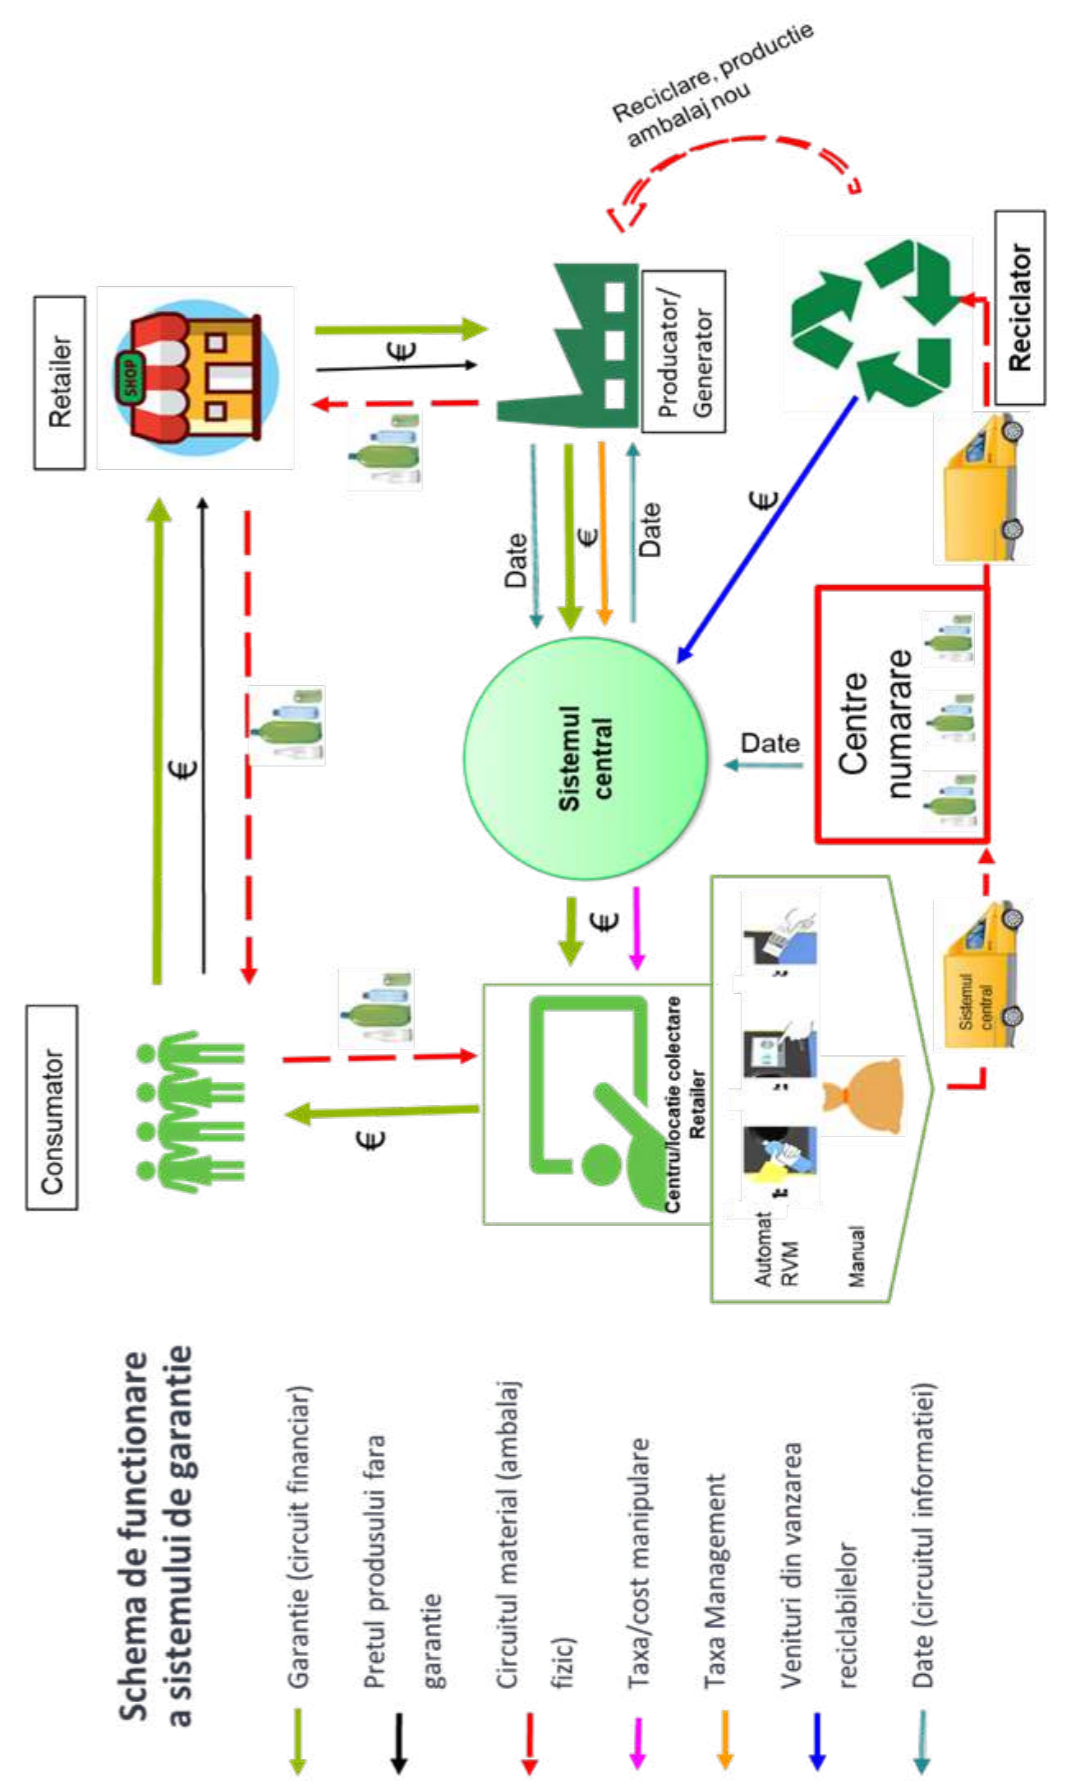 Schema de functionare
a sistemului de garantie
Garantie (circuit financiar)
Pretul produsului fara
garantie
Circuitul material (ambalaj
fizic)
Taxa/cost manipulare
Taxa Management
Venituri din vanzarea
reciclabilelor
Date (circuitul informatiei)
Consumator
€
Retailer
SHOP
€
€
Centru/locatie colectare
Retailer
Automat
RVM
Manual
€
Sistemul
central
Date
€
Date
Producator/
Generator
Reciclare, productie
ambalaj nou
€
Date
Sistemul
central
Centre
numarare
Reciclator